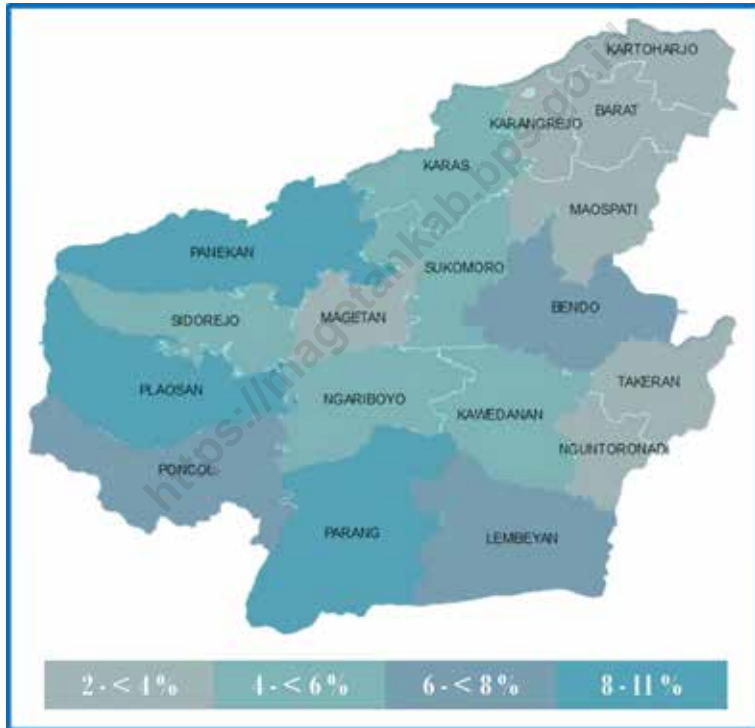 KARTOHARJO
BARAT
KARANGREJO
KARAS
MAOSPATI
PANEKAN
SUKOMORO
BENDO
SIDOREJO
MAGETAN
TAKERAN
PLAOSAN
NGARIBOYO
KAWEDANAN
NGUNTORONADI
PONCOL
PARANG
LEMBEYAN
https://magetankab.bps.go.id
2 - < 4 %
4 - < 6 %
6 - < 8 %
8 - 11 %